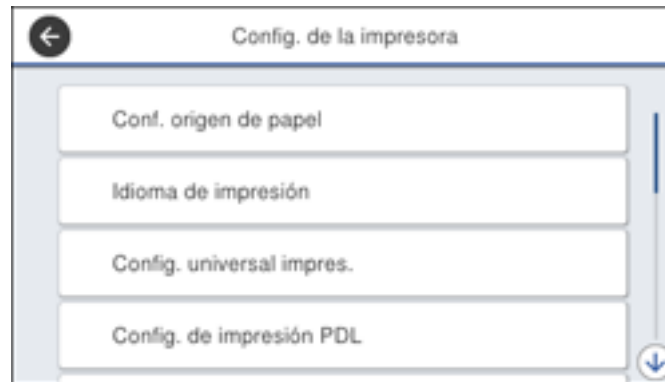 Config. de la impresora
Conf. origen de papel
Idioma de impresión
Config. universal impres.
Config. de impresión PDL